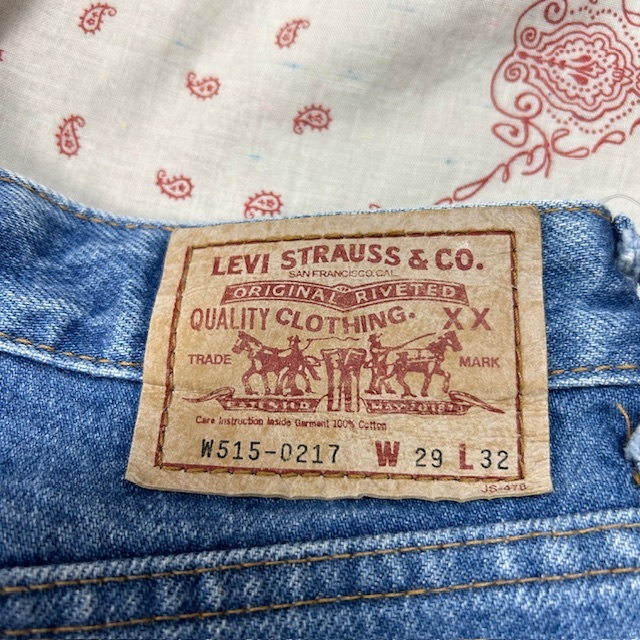 LEVI STRAUSS & CO.
SAN FRANCISCO, CAL.
ORIGINAL RIVETED
QUALITY CLOTHING. XX
TRADE MARK
Care Instruction Inside Garment 100% Cotton
W515-0217 W 29 L 32